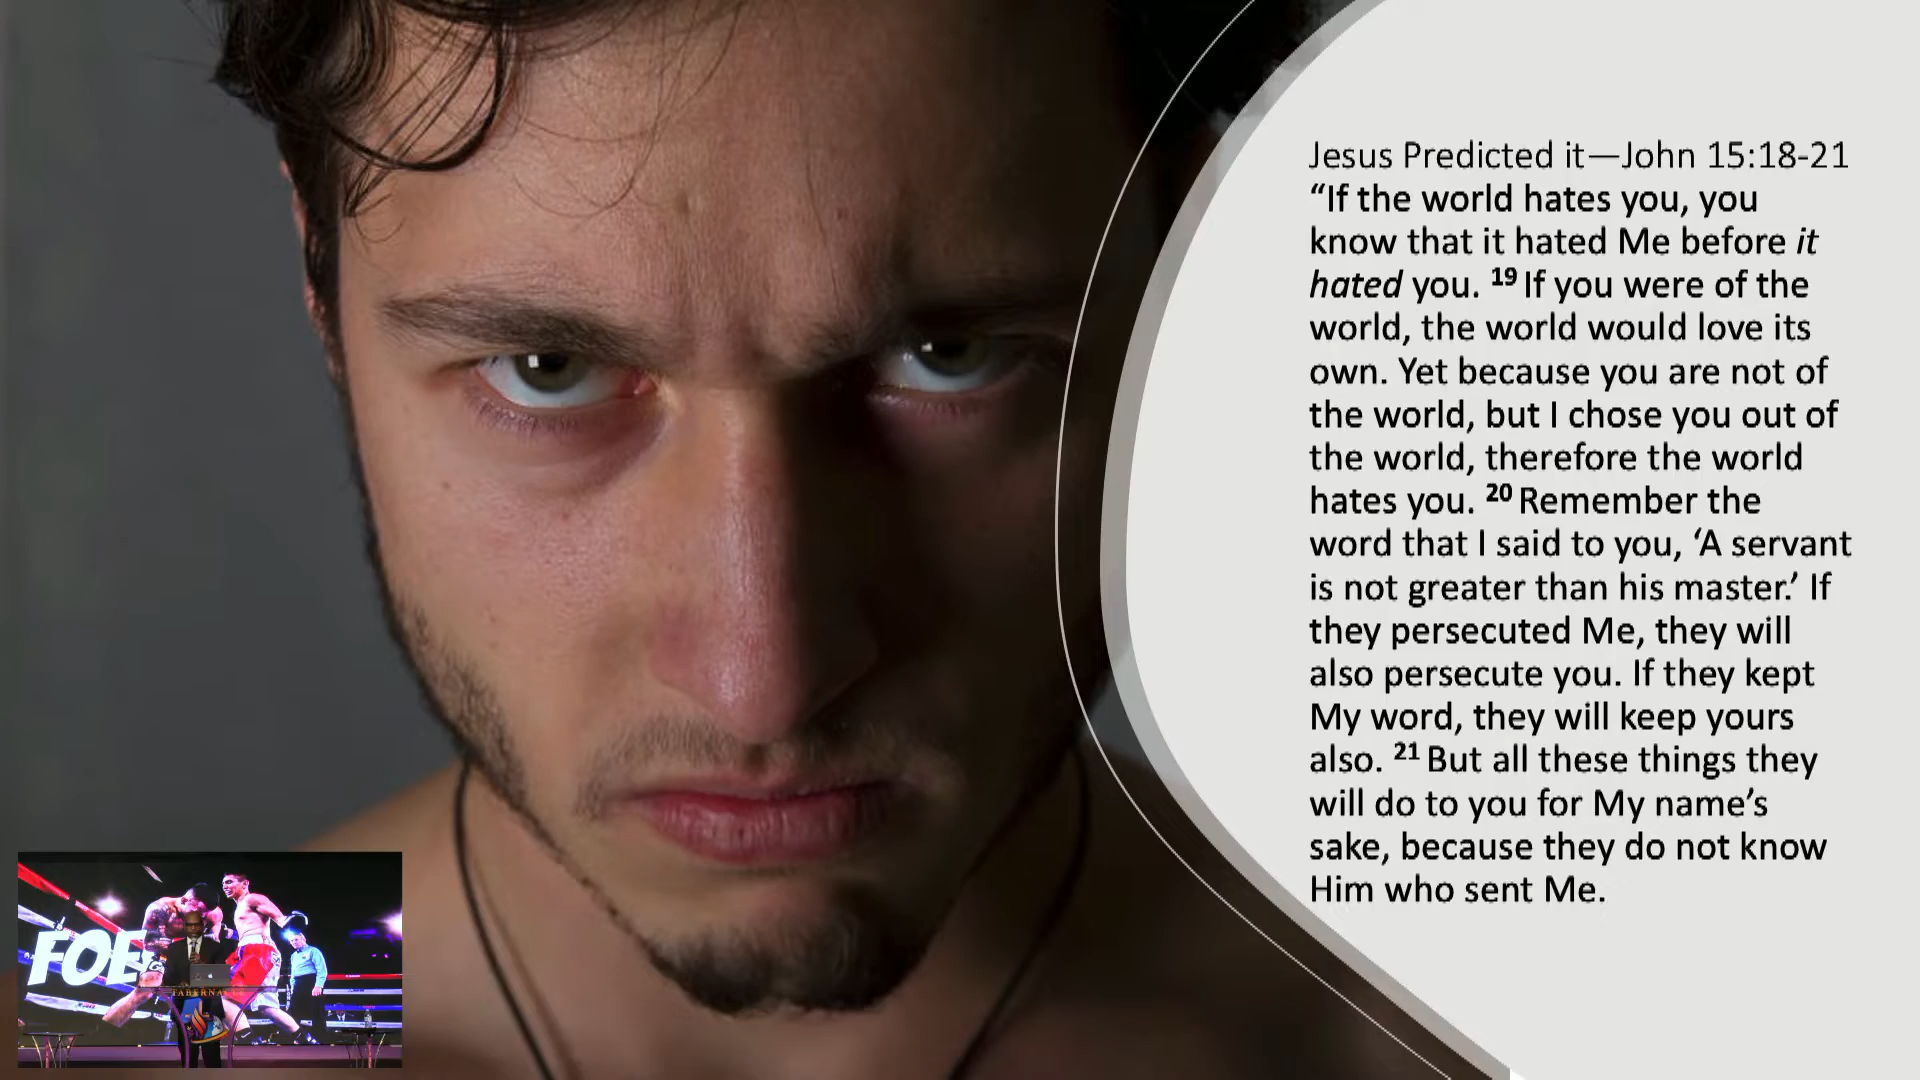 Jesus Predicted it—John 15:18-21
“If the world hates you, you
know that it hated Me before it
hated you. 19 If you were of the
world, the world would love its
own. Yet because you are not of
the world, but I chose you out of
the world, therefore the world
hates you. 20 Remember the
word that I said to you, ‘A servant
is not greater than his master.’ If
they persecuted Me, they will
also persecute you. If they kept
My word, they will keep yours
also. 21 But all these things they
will do to you for My name’s
sake, because they do not know
Him who sent Me.
FOE